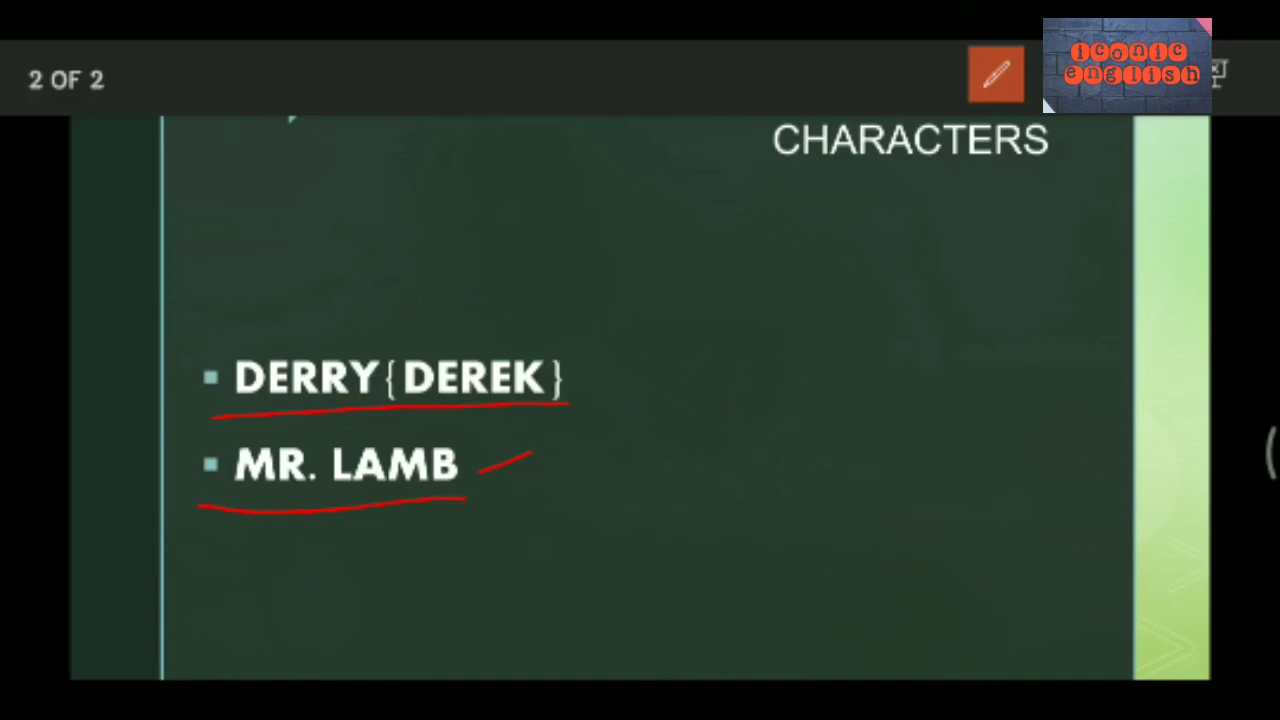 iconic
english
2 OF 2
CHARACTERS
DERRY{DEREK}
MR. LAMB